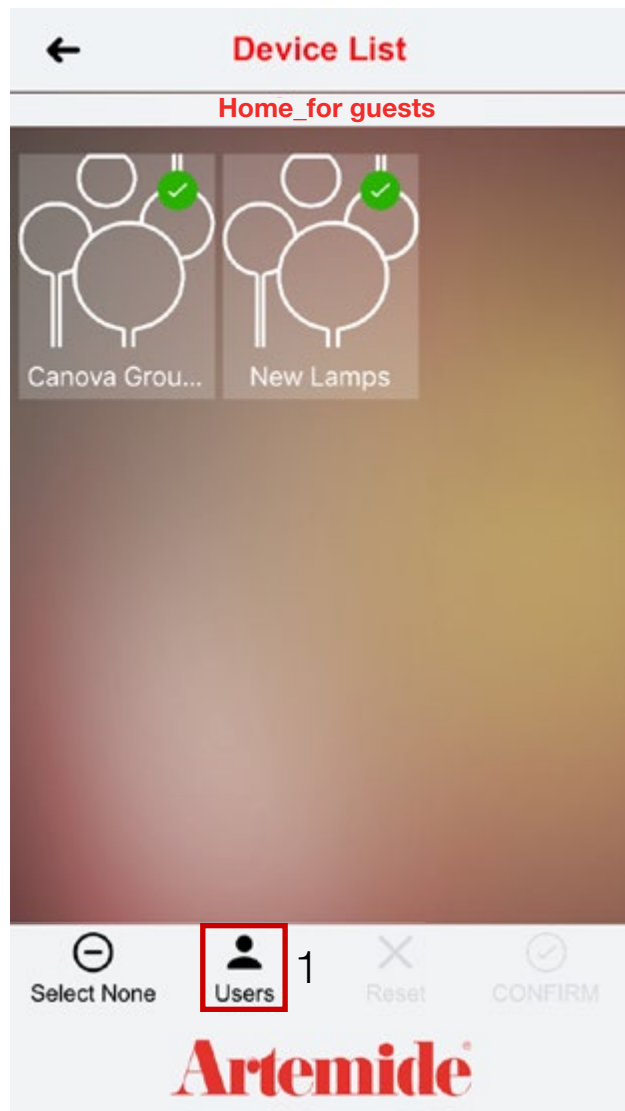 Device List
Home_for guests
Canova Grou...
New Lamps
1
Select None
Users
Reset
CONFIRM
Artemide®